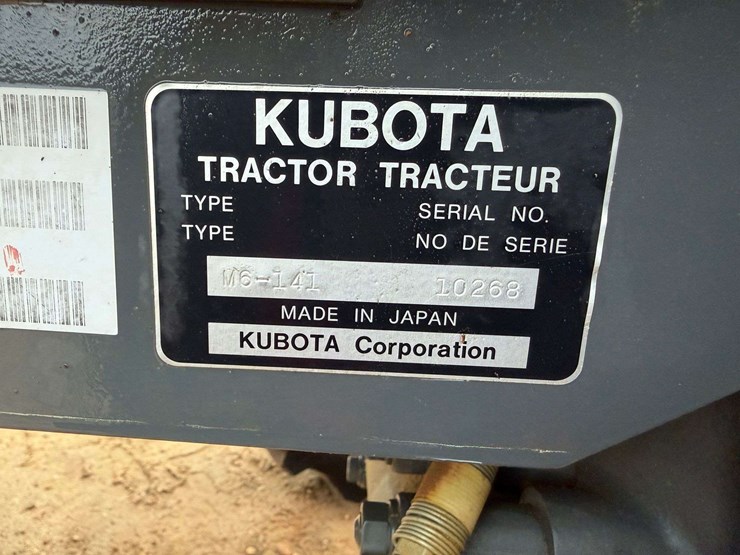 KUBOTA
TRACTOR TRACTEUR
TYPE SERIAL NO.
TYPE NO DE SERIE
M6-141 10268
MADE IN JAPAN
KUBOTA Corporation